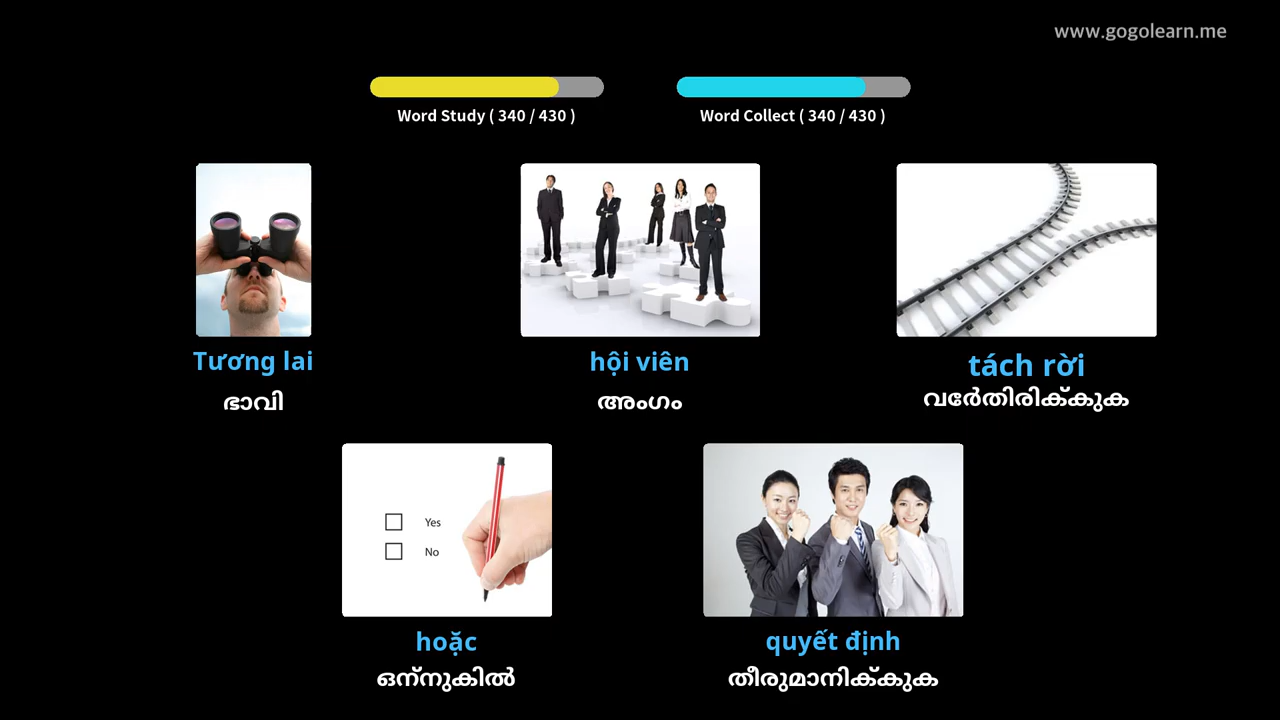 www.gogolearn.me
Word Study ( 340 / 430 )
Word Collect ( 340 / 430 )
Tương lai
ഭാവി
hội viên
അംഗം
tách rời
വർേതിരിക്കുക
Yes
No
hoặc
ഒന്നുകിൽ
quyết định
തീരുമാനിക്കുക